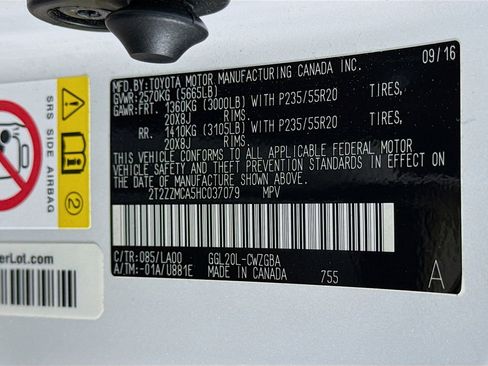 09/16
MFD.BY:TOYOTA MOTOR MANUFACTURING CANADA INC.
GVWR:2570KG (5665LB)
GAWR:FRT. 1360KG (3000LB) WITH P235/55R20 TIRES,
20X8J RIMS.
RR. 1410KG (3105LB) WITH P235/55R20 TIRES,
20X8J RIMS.
THIS VEHICLE CONFORMS TO ALL APPLICABLE FEDERAL MOTOR
VEHICLE SAFETY AND THEFT PREVENTION STANDARDS IN EFFECT ON
THE DATE OF MANUFACTURE SHOWN ABOVE.
2T2ZZMCA5HC037079 MPV
C/TR:085/LA00 GGL20L-CWZGBA
A/TM:-01A/U881E MADE IN CANADA 755 A
SRS SIDE AIRBAG
2
erLot.com